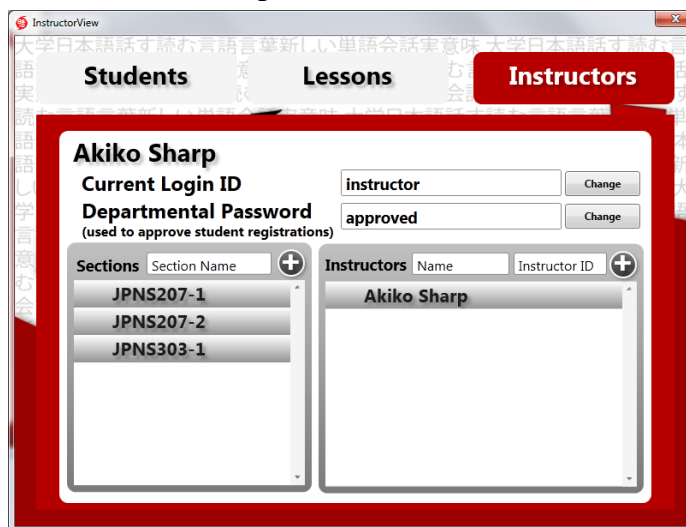 InstructorView
大学日本語話す読む言語言葉新しい単語会話実意味 大学日本語話す読む言
Students
Lessons
Instructors
Akiko Sharp
Current Login ID
instructor
Change
Departmental Password
approved
Change
(used to approve student registrations)
Sections
Section Name
Instructors
Name
Instructor ID
JPNS207-1
JPNS207-2
JPNS303-1
Akiko Sharp